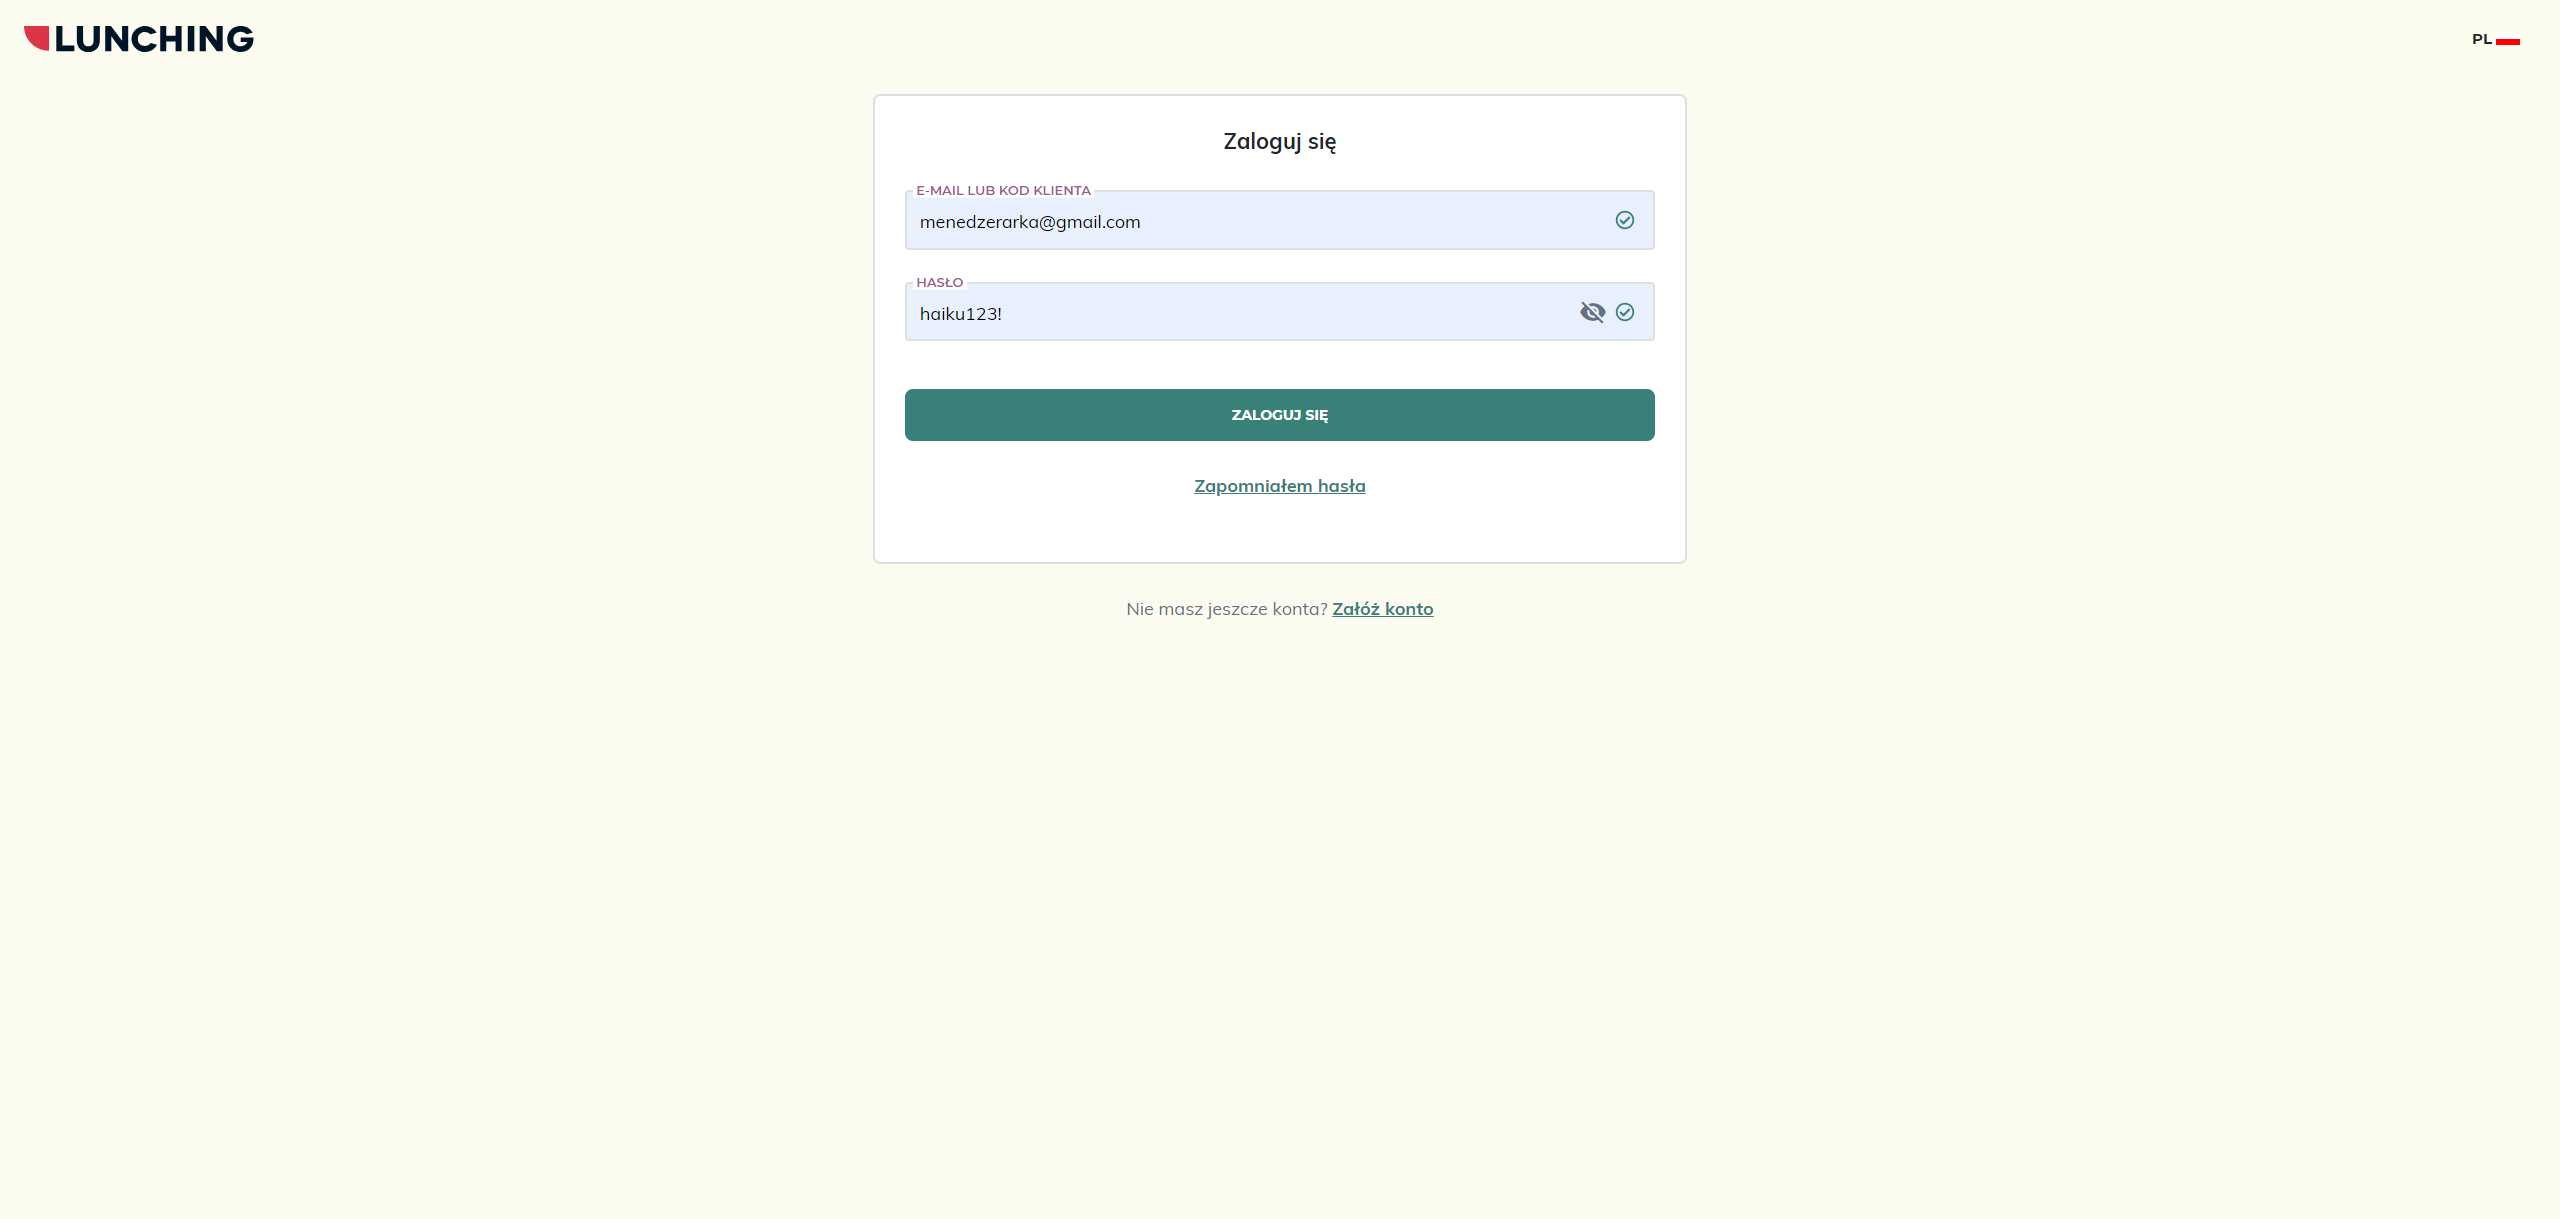 LUNCHING
PL
Zaloguj się
E-MAIL LUB KOD KLIENTA
menedzerarka@gmail.com
HASŁO
haiku123!
ZALOGUJ SIĘ
Zapomniałem hasła
Nie masz jeszcze konta? Załóż konto